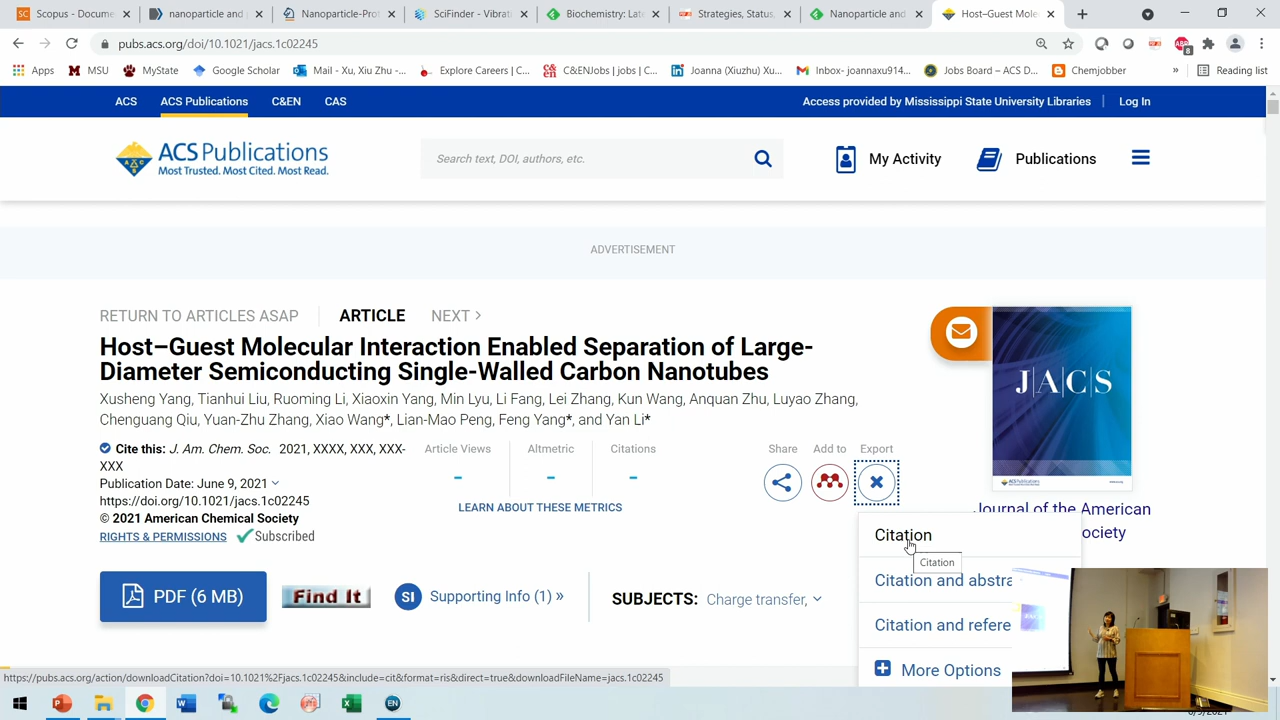 Scopus - Docume
nanoparticle and p
Nanoparticle-Prot
SciFinder - Vibrati
Biochemistry: Late
Strategies, Status,
Nanoparticle and
Host–Guest Molec
pubs.acs.org/doi/10.1021/jacs.1c02245
Apps
MSU
MyState
Google Scholar
Mail - Xu, Xiu Zhu -...
Explore Careers | C...
C&ENJobs | jobs | C...
Joanna (Xiuzhu) Xu...
Inbox- joannaxu914...
Jobs Board – ACS D...
Chemjobber
»
Reading list
ACS
ACS Publications
C&EN
CAS
Access provided by Mississippi State University Libraries
Log In
ACS Publications
Most Trusted. Most Cited. Most Read.
Search text, DOI, authors, etc.
My Activity
Publications
ADVERTISEMENT
RETURN TO ARTICLES ASAP
ARTICLE
NEXT >
Host–Guest Molecular Interaction Enabled Separation of Large-
Diameter Semiconducting Single-Walled Carbon Nanotubes
Xusheng Yang, Tianhui Liu, Ruoming Li, Xiaoxin Yang, Min Lyu, Li Fang, Lei Zhang, Kun Wang, Anquan Zhu, Luyao Zhang,
Chenguang Qiu, Yuan-Zhu Zhang, Xiao Wang*, Lian-Mao Peng, Feng Yang*, and Yan Li*
J|A|C|S
Cite this: J. Am. Chem. Soc. 2021, XXXX, XXX, XXX-
XXX
Publication Date: June 9, 2021
https://doi.org/10.1021/jacs.1c02245
© 2021 American Chemical Society
RIGHTS & PERMISSIONS
Subscribed
Article Views
-
Altmetric
-
Citations
-
LEARN ABOUT THESE METRICS
Share
Add to
Export
Journal of the American
ociety
Citation
Citation
Citation and abstra
Citation and refere
More Options
PDF (6 MB)
Find It
SI
Supporting Info (1) »
SUBJECTS:
Charge transfer,
https://pubs.acs.org/action/downloadCitation?doi=10.1021%2Fjacs.1c02245&include=cit&format=ris&direct=true&downloadFileName=jacs.1c02245